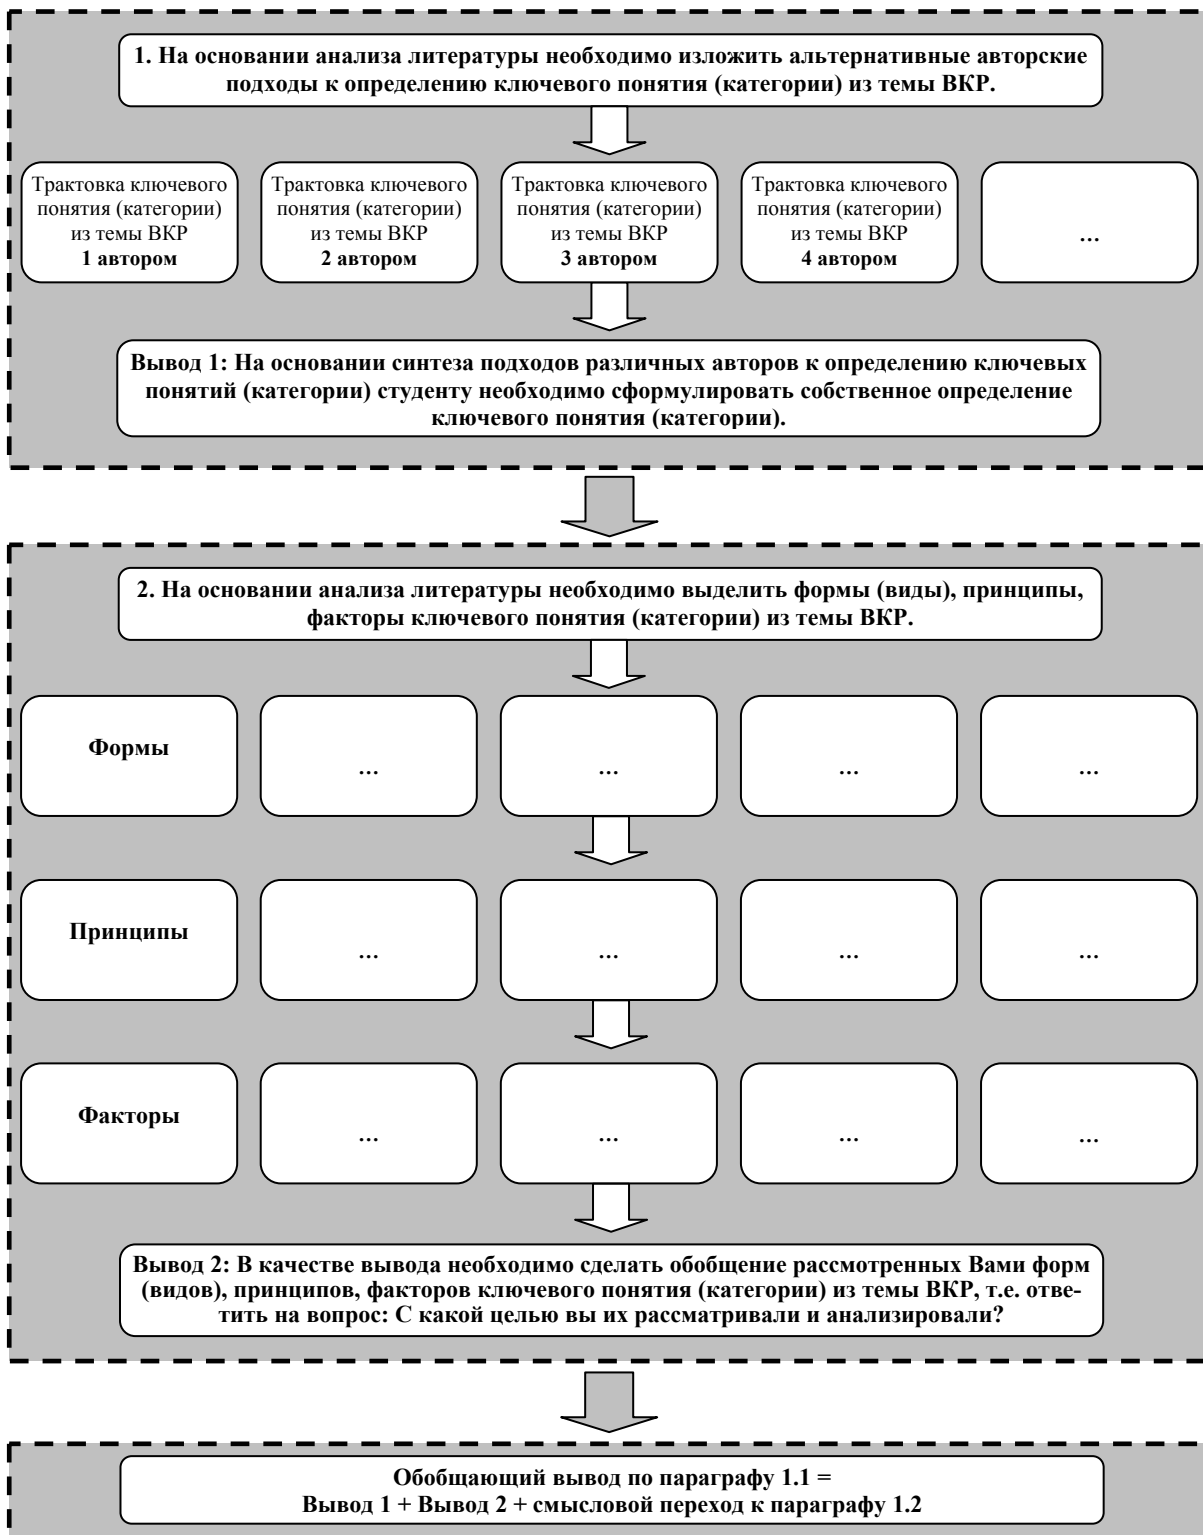 1. На основании анализа литературы необходимо изложить альтернативные авторские
подходы к определению ключевого понятия (категории) из темы ВКР.
Трактовка ключевого
понятия (категории)
из темы ВКР
1 автором
Трактовка ключевого
понятия (категории)
из темы ВКР
2 автором
Трактовка ключевого
понятия (категории)
из темы ВКР
3 автором
Трактовка ключевого
понятия (категории)
из темы ВКР
4 автором
...
Вывод 1: На основании синтеза подходов различных авторов к определению ключевых
понятий (категории) студенту необходимо сформулировать собственное определение
ключевого понятия (категории).
2. На основании анализа литературы необходимо выделить формы (виды), принципы,
факторы ключевого понятия (категории) из темы ВКР.
Формы
...
...
...
...
Принципы
...
...
...
...
Факторы
...
...
...
...
Вывод 2: В качестве вывода необходимо сделать обобщение рассмотренных Вами форм
(видов), принципов, факторов ключевого понятия (категории) из темы ВКР, т.е. отве-
тить на вопрос: С какой целью вы их рассматривали и анализировали?
Обобщающий вывод по параграфу 1.1 =
Вывод 1 + Вывод 2 + смысловой переход к параграфу 1.2